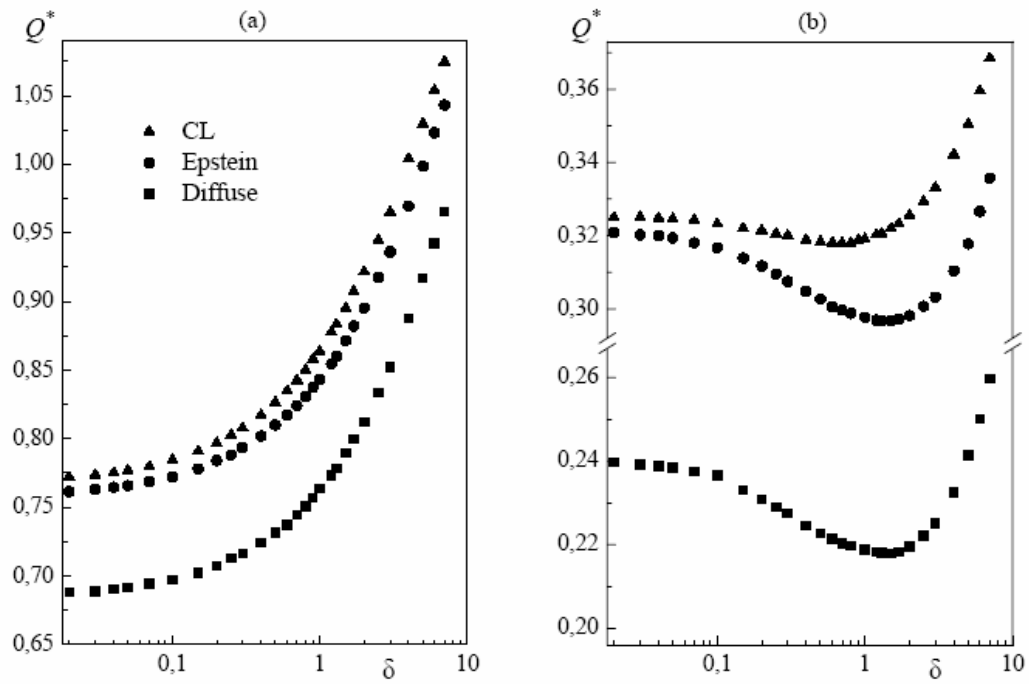 (a)
Q*
1,05
1,00
0,95
0,90
0,85
0,80
0,75
0,70
0,65
CL
Epstein
Diffuse
0,1
1
δ
10
(b)
Q*
0,36
0,34
0,32
0,30
0,26
0,24
0,22
0,20
0,1
1
δ
10